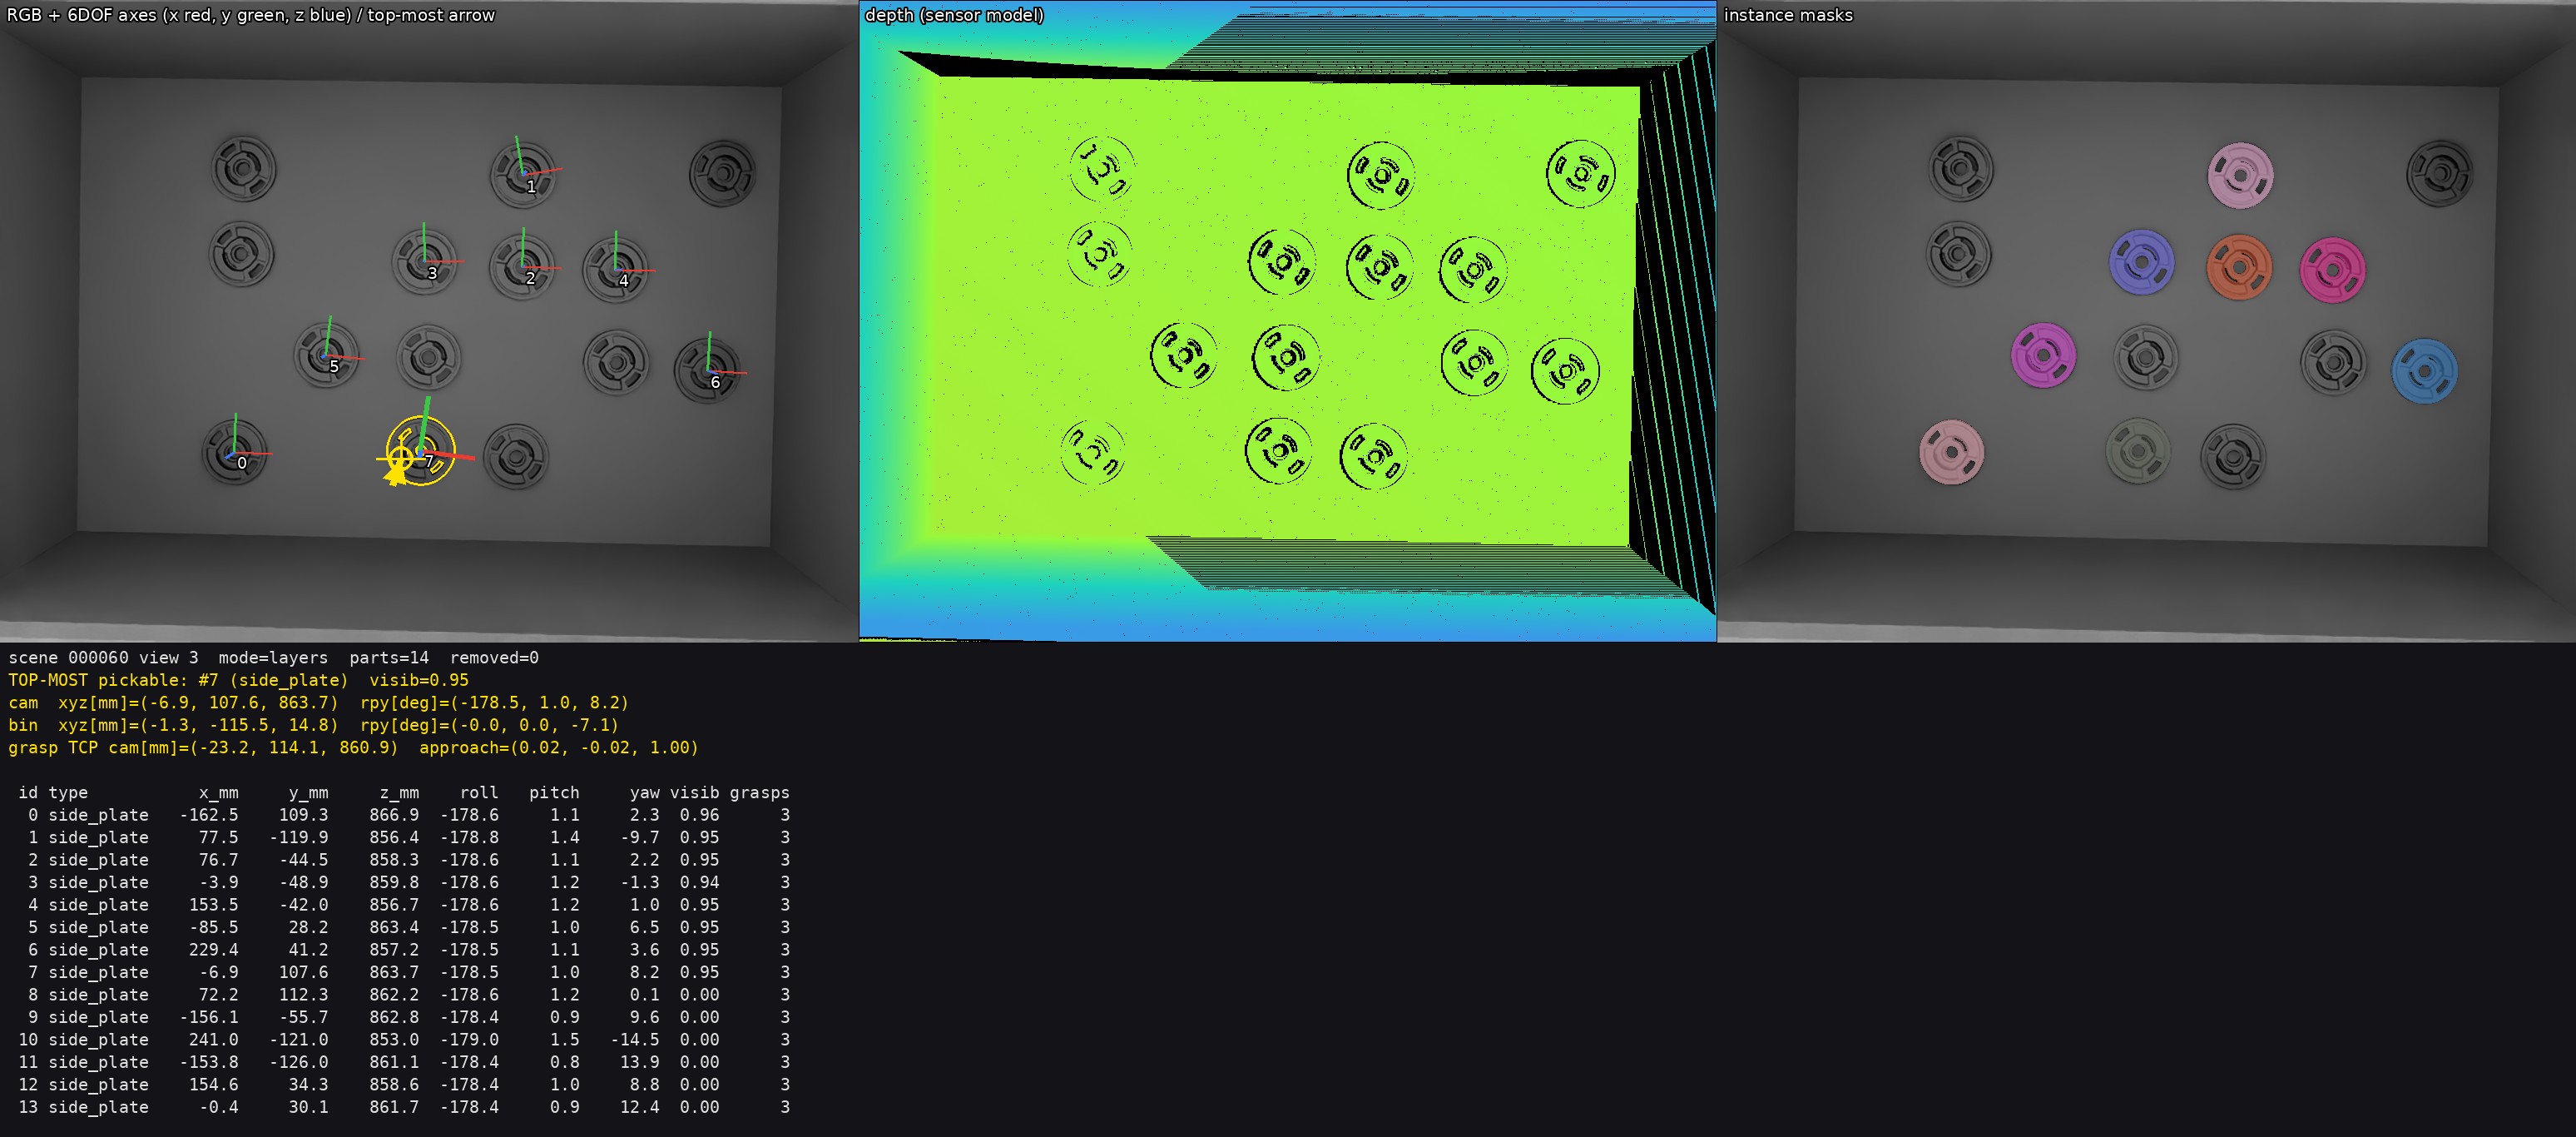 RGB + 6DOF axes (x red, y green, z blue) / top-most arrow
depth (sensor model)
instance masks
1
3
2
4
5
6
0
7
scene 000060 view 3  mode=layers  parts=14  removed=0
TOP-MOST pickable: #7 (side_plate)  visib=0.95
cam  xyz[mm]=(-6.9, 107.6, 863.7)  rpy[deg]=(-178.5, 1.0, 8.2)
bin  xyz[mm]=(-1.3, -115.5, 14.8)  rpy[deg]=(-0.0, 0.0, -7.1)
grasp TCP cam[mm]=(-23.2, 114.1, 860.9)  approach=(0.02, -0.02, 1.00)
id type x_mm y_mm z_mm roll pitch yaw visib grasps
0 side_plate -162.5 109.3 866.9 -178.6 1.1 2.3 0.96 3
1 side_plate 77.5 -119.9 856.4 -178.8 1.4 -9.7 0.95 3
2 side_plate 76.7 -44.5 858.3 -178.6 1.1 2.2 0.95 3
3 side_plate -3.9 -48.9 859.8 -178.6 1.2 -1.3 0.94 3
4 side_plate 153.5 -42.0 856.7 -178.6 1.2 1.0 0.95 3
5 side_plate -85.5 28.2 863.4 -178.5 1.0 6.5 0.95 3
6 side_plate 229.4 41.2 857.2 -178.5 1.1 3.6 0.95 3
7 side_plate -6.9 107.6 863.7 -178.5 1.0 8.2 0.95 3
8 side_plate 72.2 112.3 862.2 -178.6 1.2 0.1 0.00 3
9 side_plate -156.1 -55.7 862.8 -178.4 0.9 9.6 0.00 3
10 side_plate 241.0 -121.0 853.0 -179.0 1.5 -14.5 0.00 3
11 side_plate -153.8 -126.0 861.1 -178.4 0.8 13.9 0.00 3
12 side_plate 154.6 34.3 858.6 -178.4 1.0 8.8 0.00 3
13 side_plate -0.4 30.1 861.7 -178.4 0.9 12.4 0.00 3